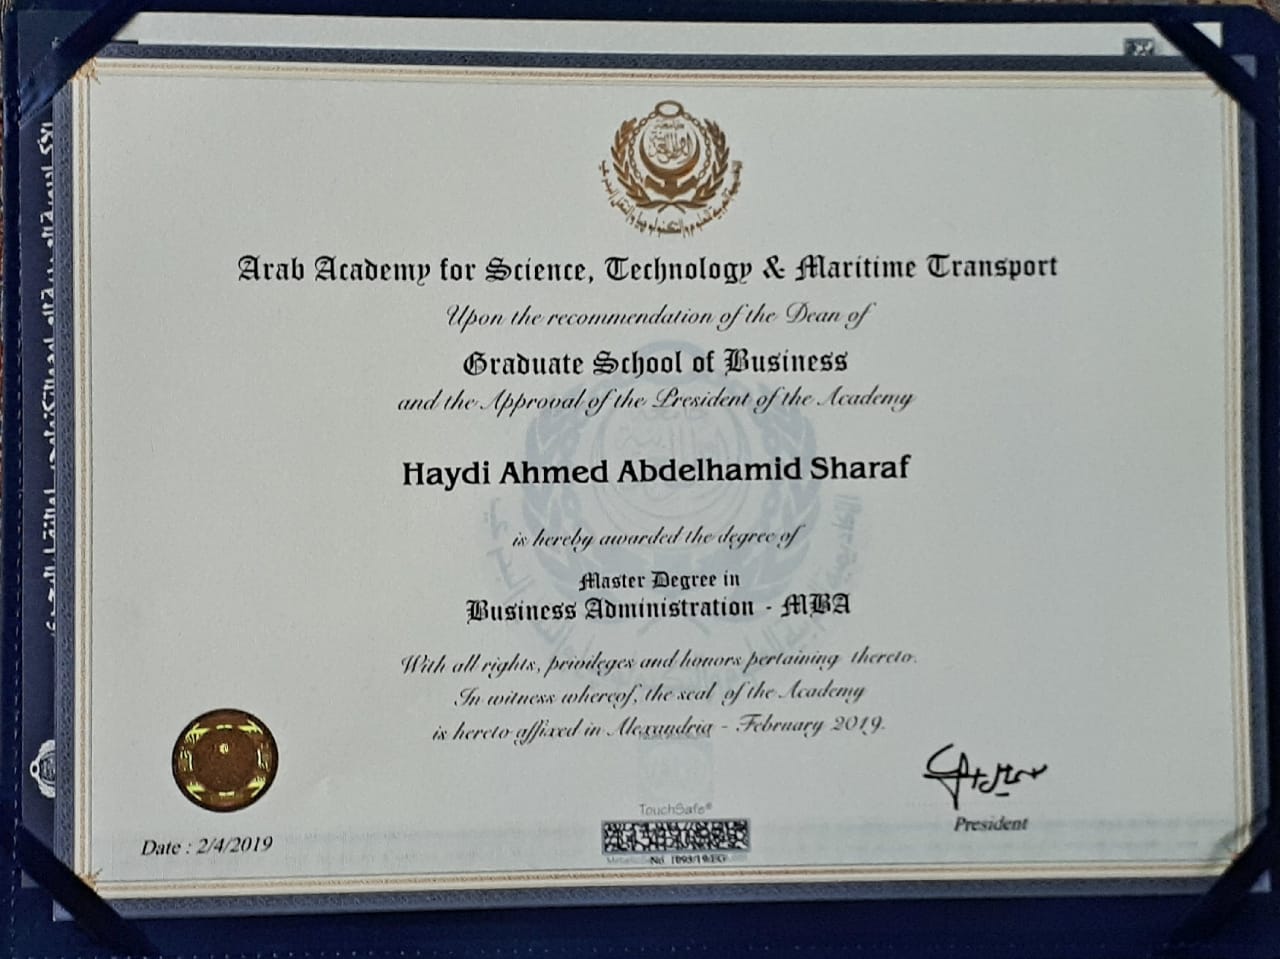 Arab Academy for Science, Technology & Maritime Transport
Upon the recommendation of the Dean of
Graduate School of Business
and the Approval of the President of the Academy
Haydi Ahmed Abdelhamid Sharaf
is hereby awarded the degree of
Master Degree in
Business Administration - MBA
With all rights, privileges and honors pertaining thereto.
In witness whereof, the seal of the Academy
is hereto affixed in Alexandria - February 2019.
President
Date : 2/4/2019
TouchSafe®